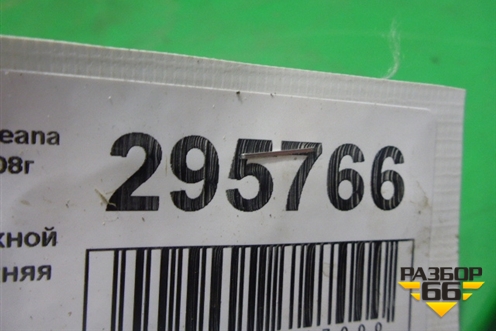 eana
08г
295766
жной
няя
РАЗБОР
66